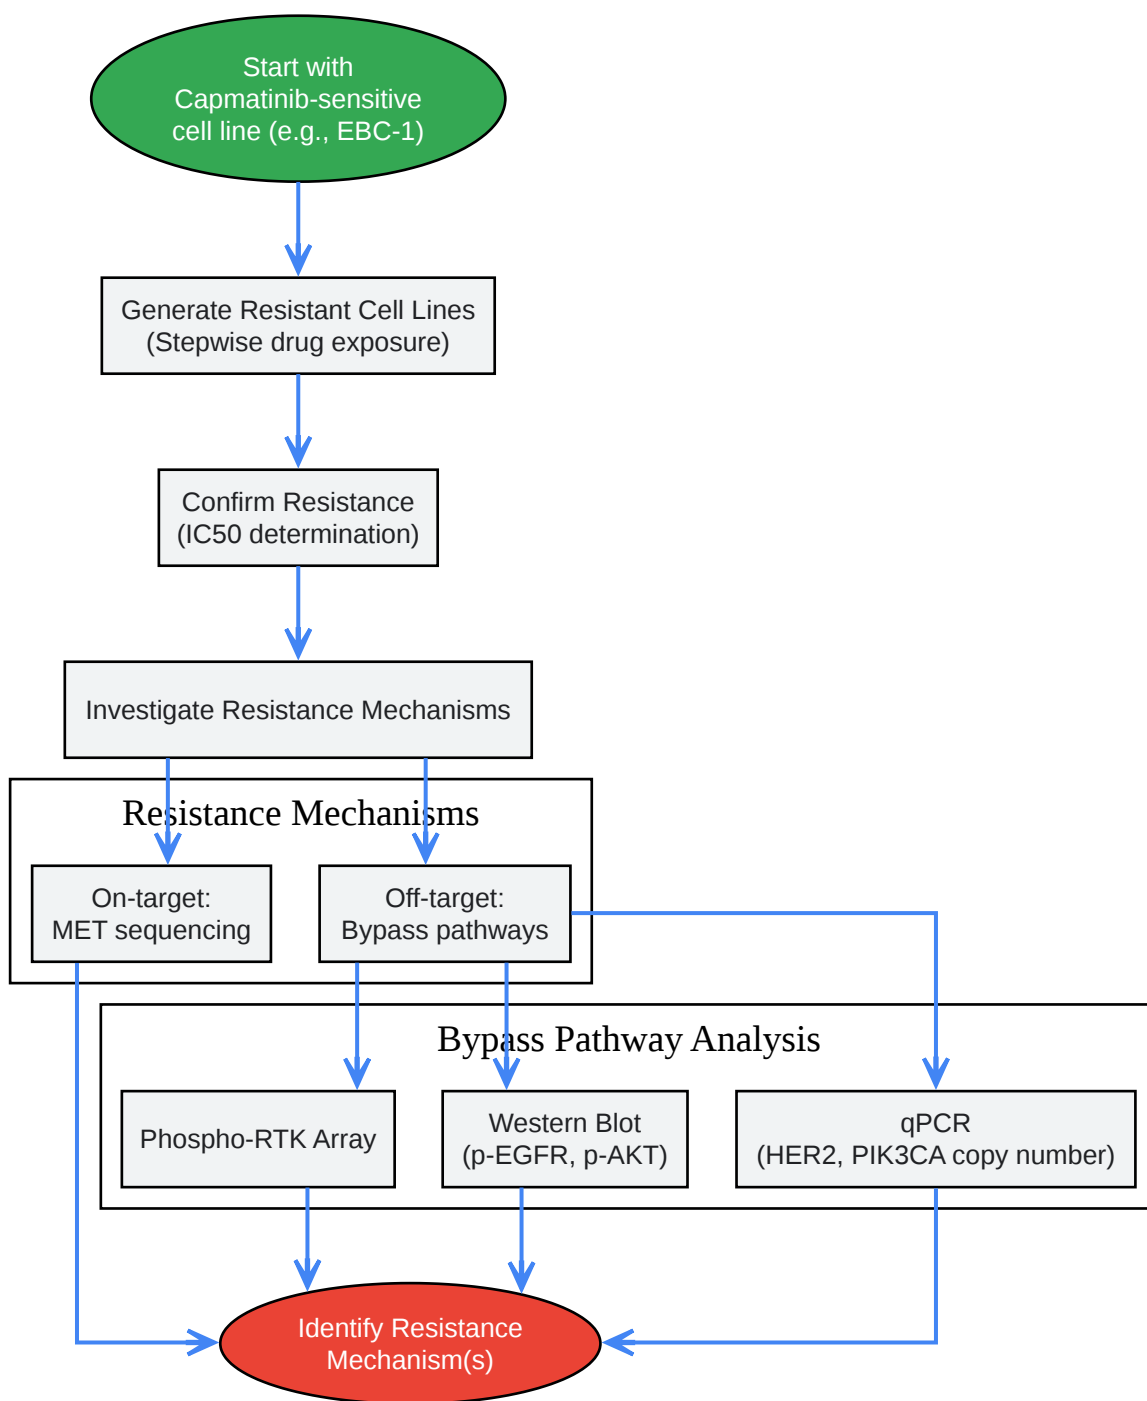 Start with
Capmatinib-sensitive
cell line (e.g., EBC-1)
Generate Resistant Cell Lines
(Stepwise drug exposure)
Confirm Resistance
(IC50 determination)
Investigate Resistance Mechanisms
Resistance Mechanisms
On-target:
MET sequencing
Off-target:
Bypass pathways
Bypass Pathway Analysis
Phospho-RTK Array
Western Blot
(p-EGFR, p-AKT)
qPCR
(HER2, PIK3CA copy number)
Identify Resistance
Mechanism(s)